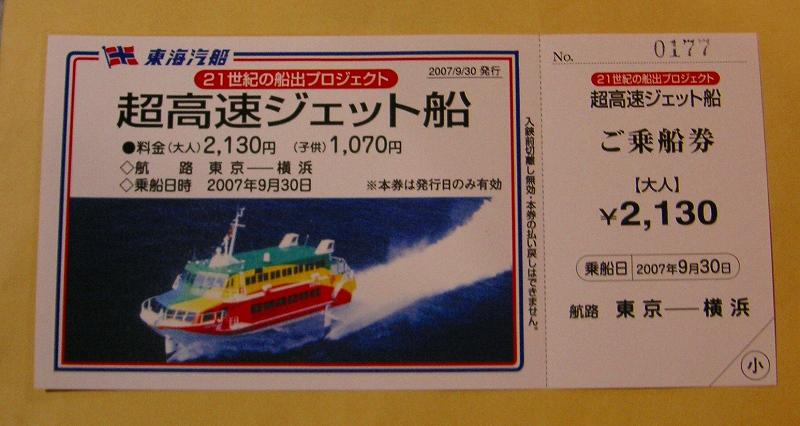 東海汽船
21世紀の船出プロジェクト
2007/9/30 発行
超高速ジェット船
●料金(大人)2,130円 (子供)1,070円
◇航 路 東京──横浜
◇乗船日時 2007年9月30日 ※本券は発行日のみ有効
入鋏前切離し無効・本券の払い戻しはできません。
No. 0177
21世紀の船出プロジェクト
超高速ジェット船
ご乗船券
【大人】
¥2,130
乗船日 2007年9月30日
航路 東京──横浜
小